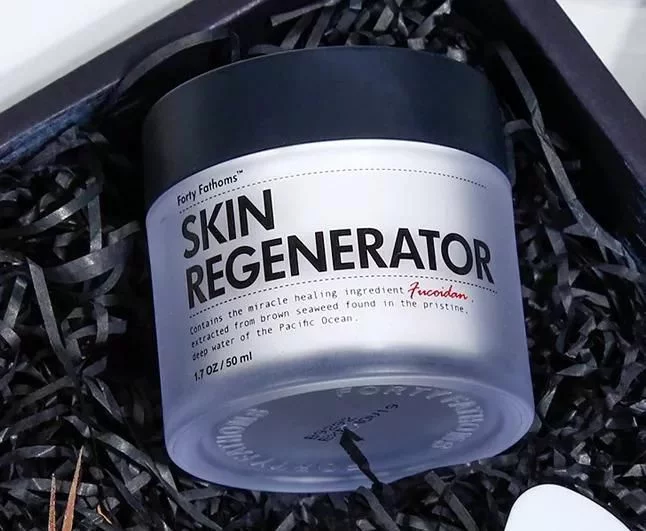 Forty Fathoms™
SKIN
REGENERATOR
Contains the miracle healing ingredient Fucoidan,
extracted from brown seaweed found in the pristine,
deep water of the Pacific Ocean.
1.7 OZ / 50 ml